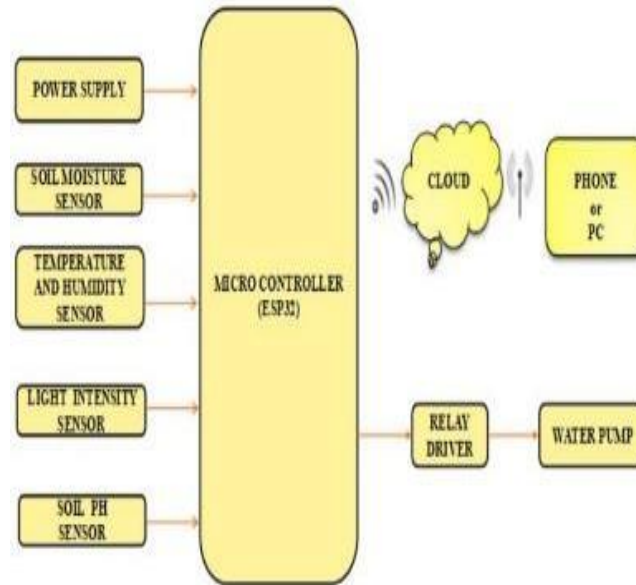 POWER SUPPLY
SOIL MOISTURE
SENSOR
TEMPERATURE
AND HUMIDITY
SENSOR
LIGHT INTENSITY
SENSOR
SOIL PH
SENSOR
MICRO CONTROLLER
(ESP32)
CLOUD
PHONE
or
PC
RELAY
DRIVER
WATER PUMP